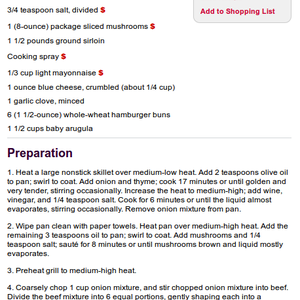 3/4 teaspoon salt, divided $
Add to Shopping List
1 (8-ounce) package sliced mushrooms $
1 1/2 pounds ground sirloin
Cooking spray $
1/3 cup light mayonnaise $
1 ounce blue cheese, crumbled (about 1/4 cup)
1 garlic clove, minced
6 (1 1/2-ounce) whole-wheat hamburger buns
1 1/2 cups baby arugula
Preparation
1. Heat a large nonstick skillet over medium-low heat. Add 2 teaspoons olive oil
to pan; swirl to coat. Add onion and thyme; cook 17 minutes or until golden and
very tender, stirring occasionally. Increase the heat to medium-high; add wine,
vinegar, and 1/4 teaspoon salt. Cook for 6 minutes or until the liquid almost
evaporates, stirring occasionally. Remove onion mixture from pan.
2. Wipe pan clean with paper towels. Heat pan over medium-high heat. Add the
remaining 3 teaspoons oil to pan; swirl to coat. Add mushrooms and 1/4
teaspoon salt; sauté for 8 minutes or until mushrooms brown and liquid mostly
evaporates.
3. Preheat grill to medium-high heat.
4. Coarsely chop 1 cup onion mixture, and stir chopped onion mixture into beef.
Divide the beef mixture into 6 equal portions, gently shaping each into a